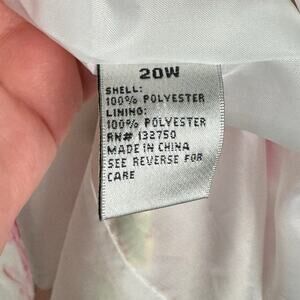 20W
SHELL:
100% POLYESTER
LINING:
100% POLYESTER
RN# 132750
MADE IN CHINA
SEE REVERSE FOR
CARE